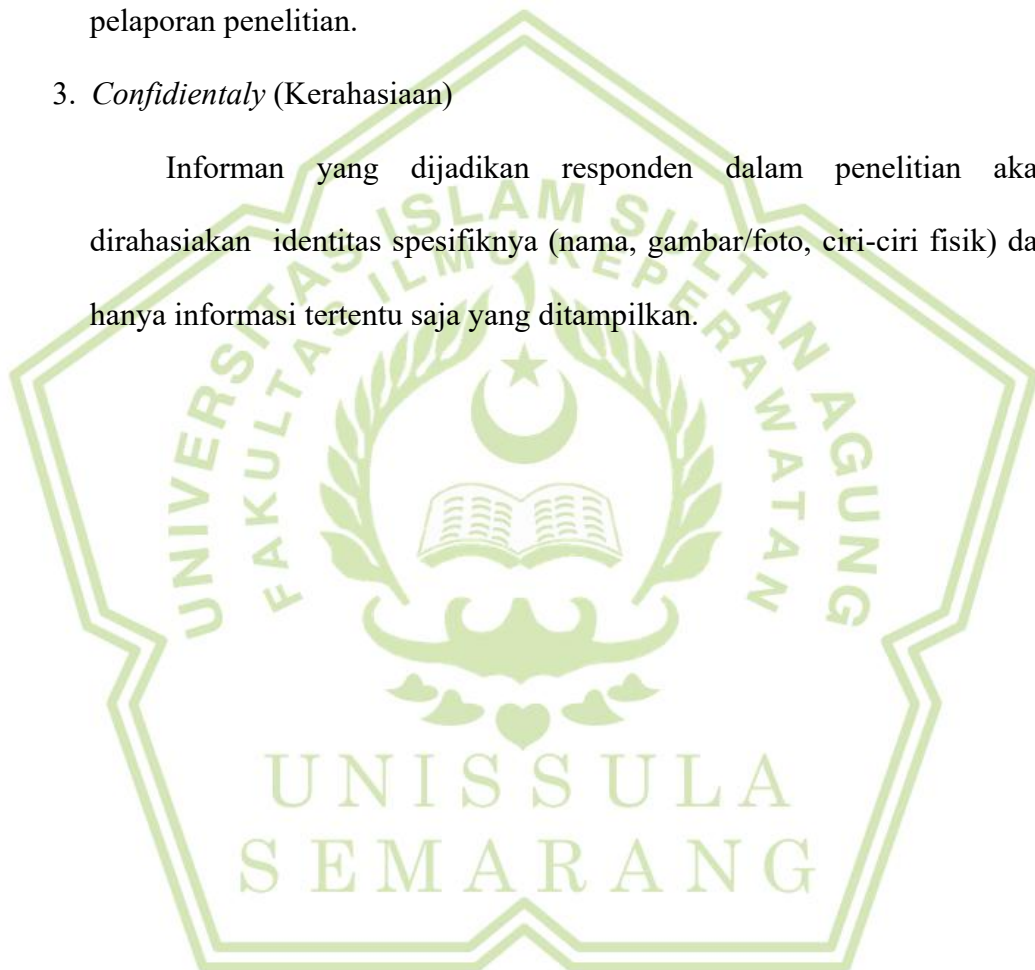 pelaporan penelitian.
3. Confidientaly (Kerahasiaan)
Informan yang dijadikan responden dalam penelitian aka
dirahasiakan identitas spesifiknya (nama, gambar/foto, ciri-ciri fisik) da
hanya informasi tertentu saja yang ditampilkan.
UNIVERSITAS ISLAM SULTAN AGUNG
FAKULTAS ILMU KEPERAWATAN
UNISSULA
SEMARANG